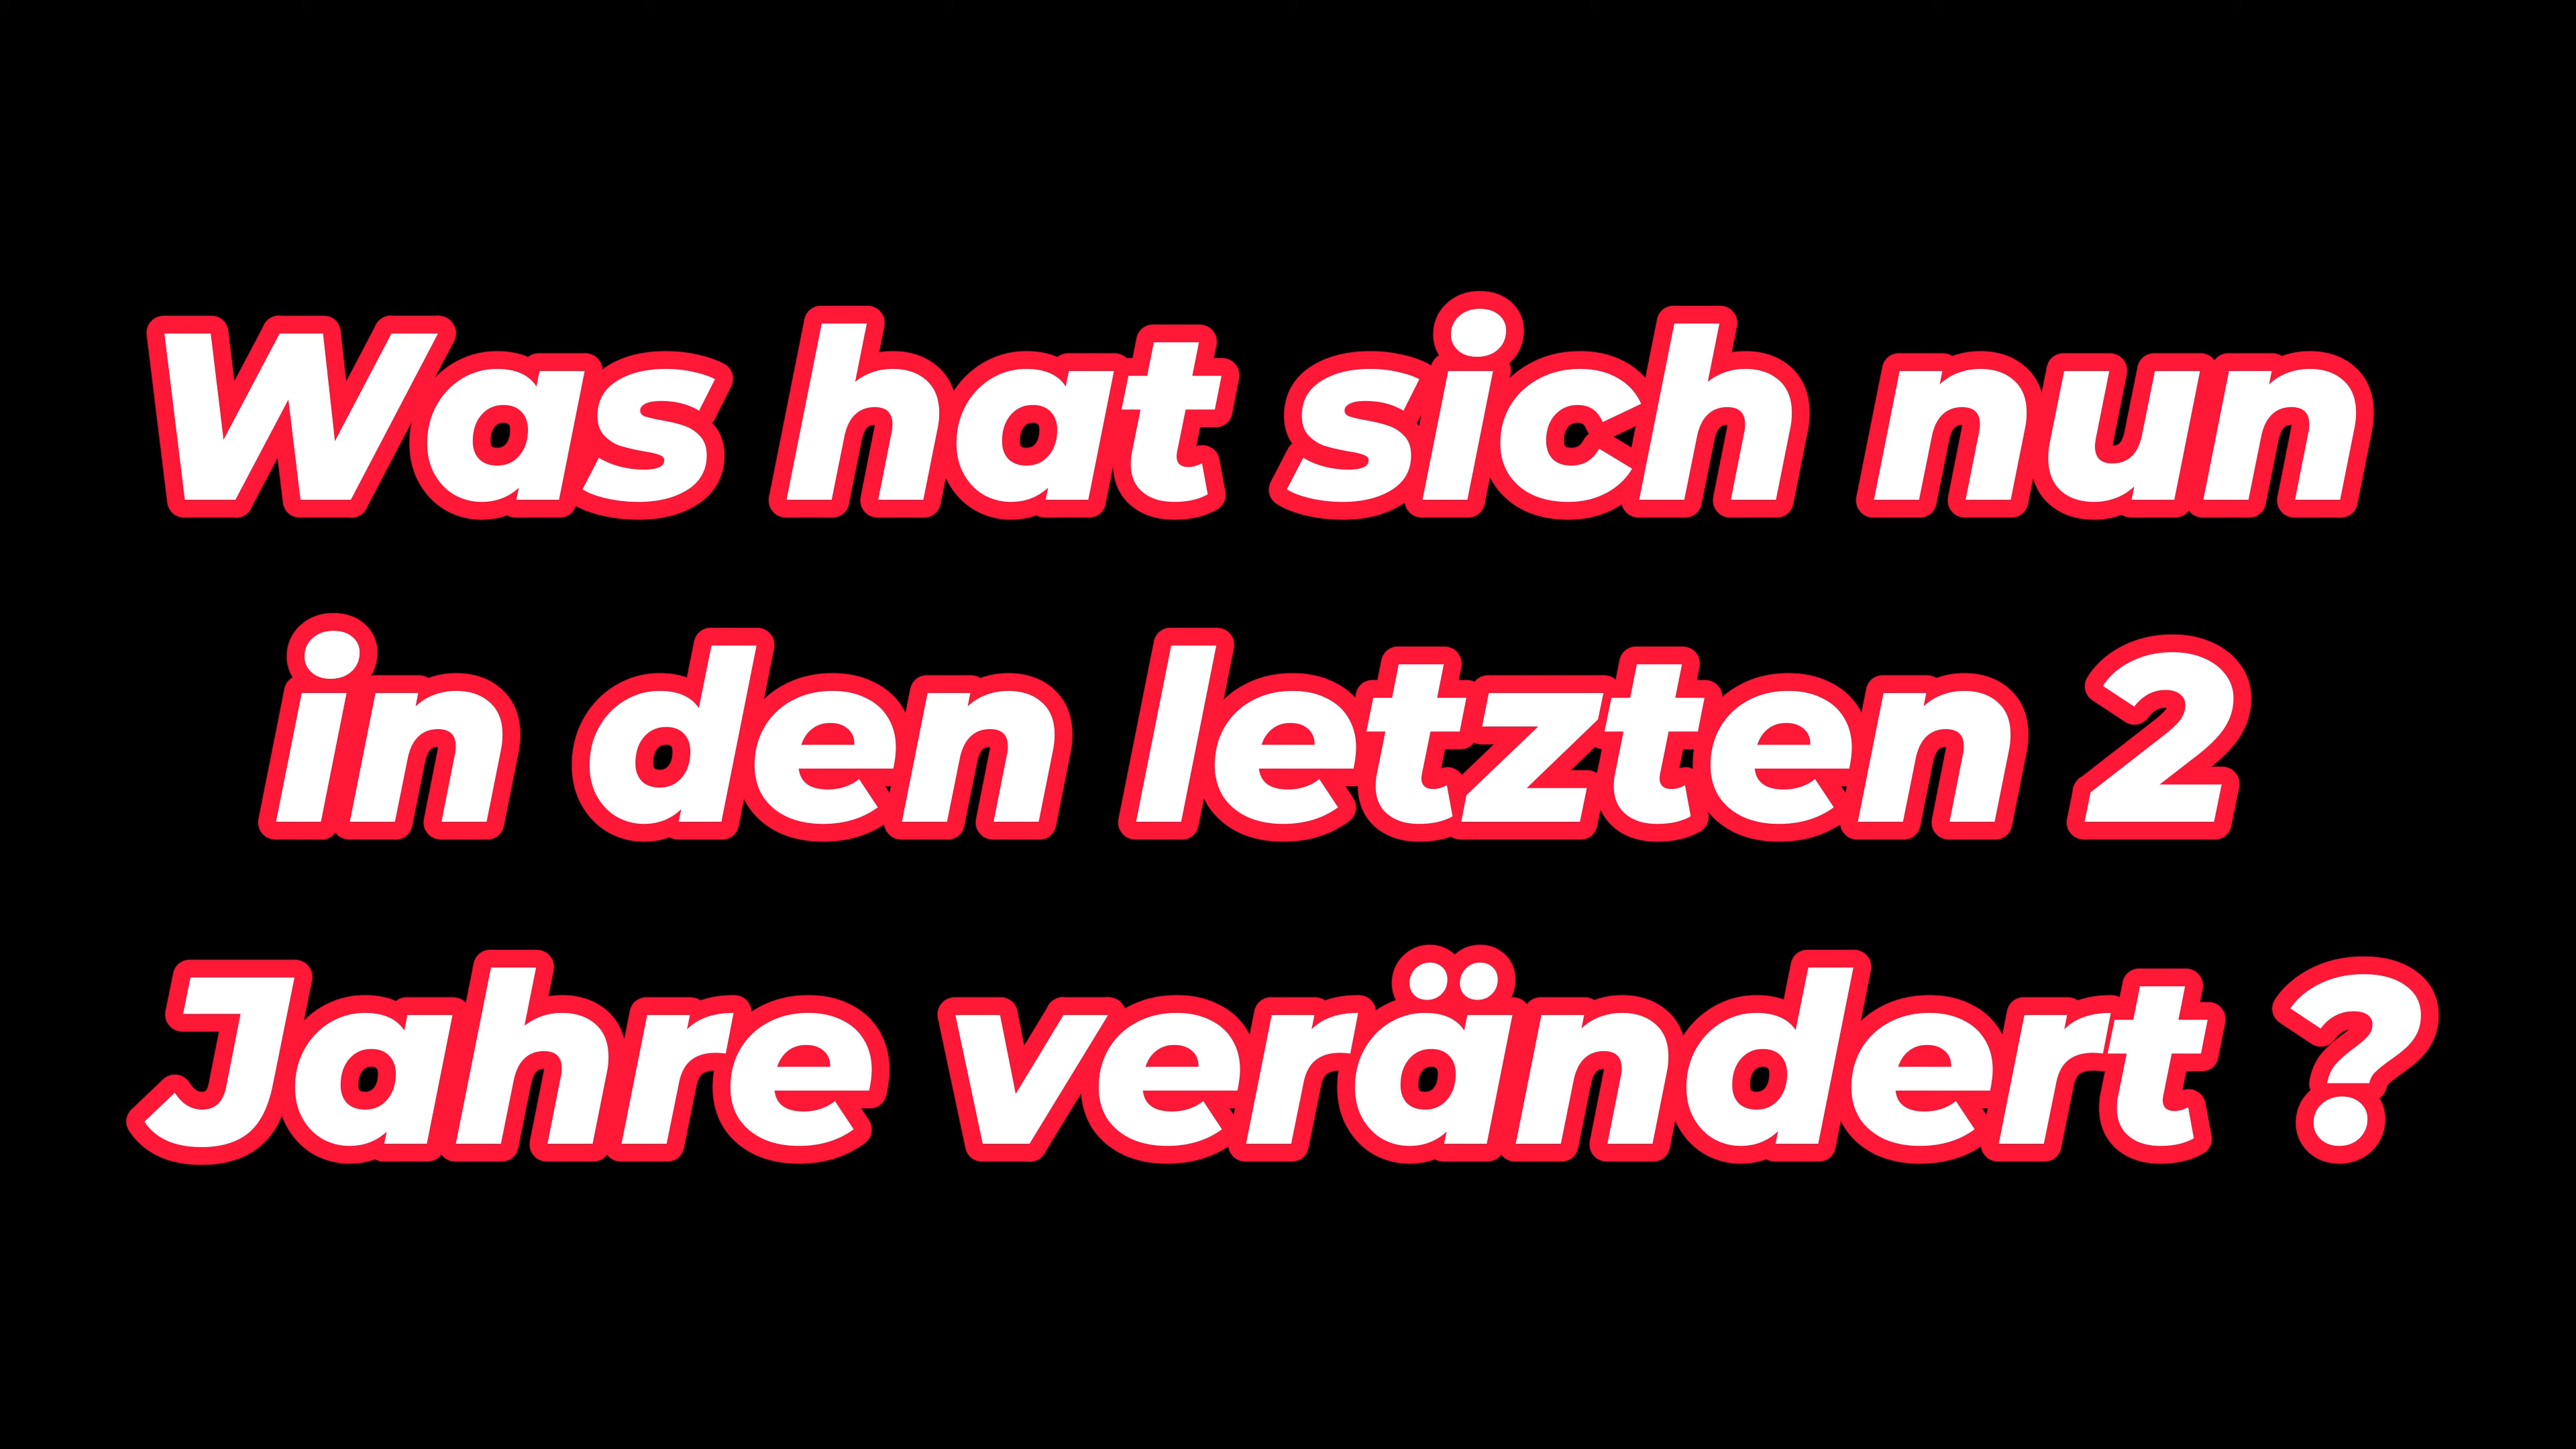 Was hat sich nun
in den letzten 2
Jahre verändert ?